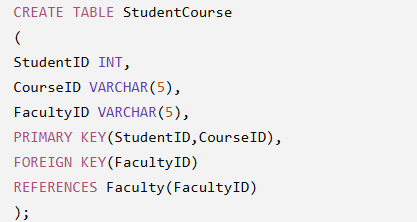 CREATE TABLE StudentCourse
(
StudentID INT,
CourseID VARCHAR(5),
FacultyID VARCHAR(5),
PRIMARY KEY(StudentID,CourseID),
FOREIGN KEY(FacultyID)
REFERENCES Faculty(FacultyID)
);